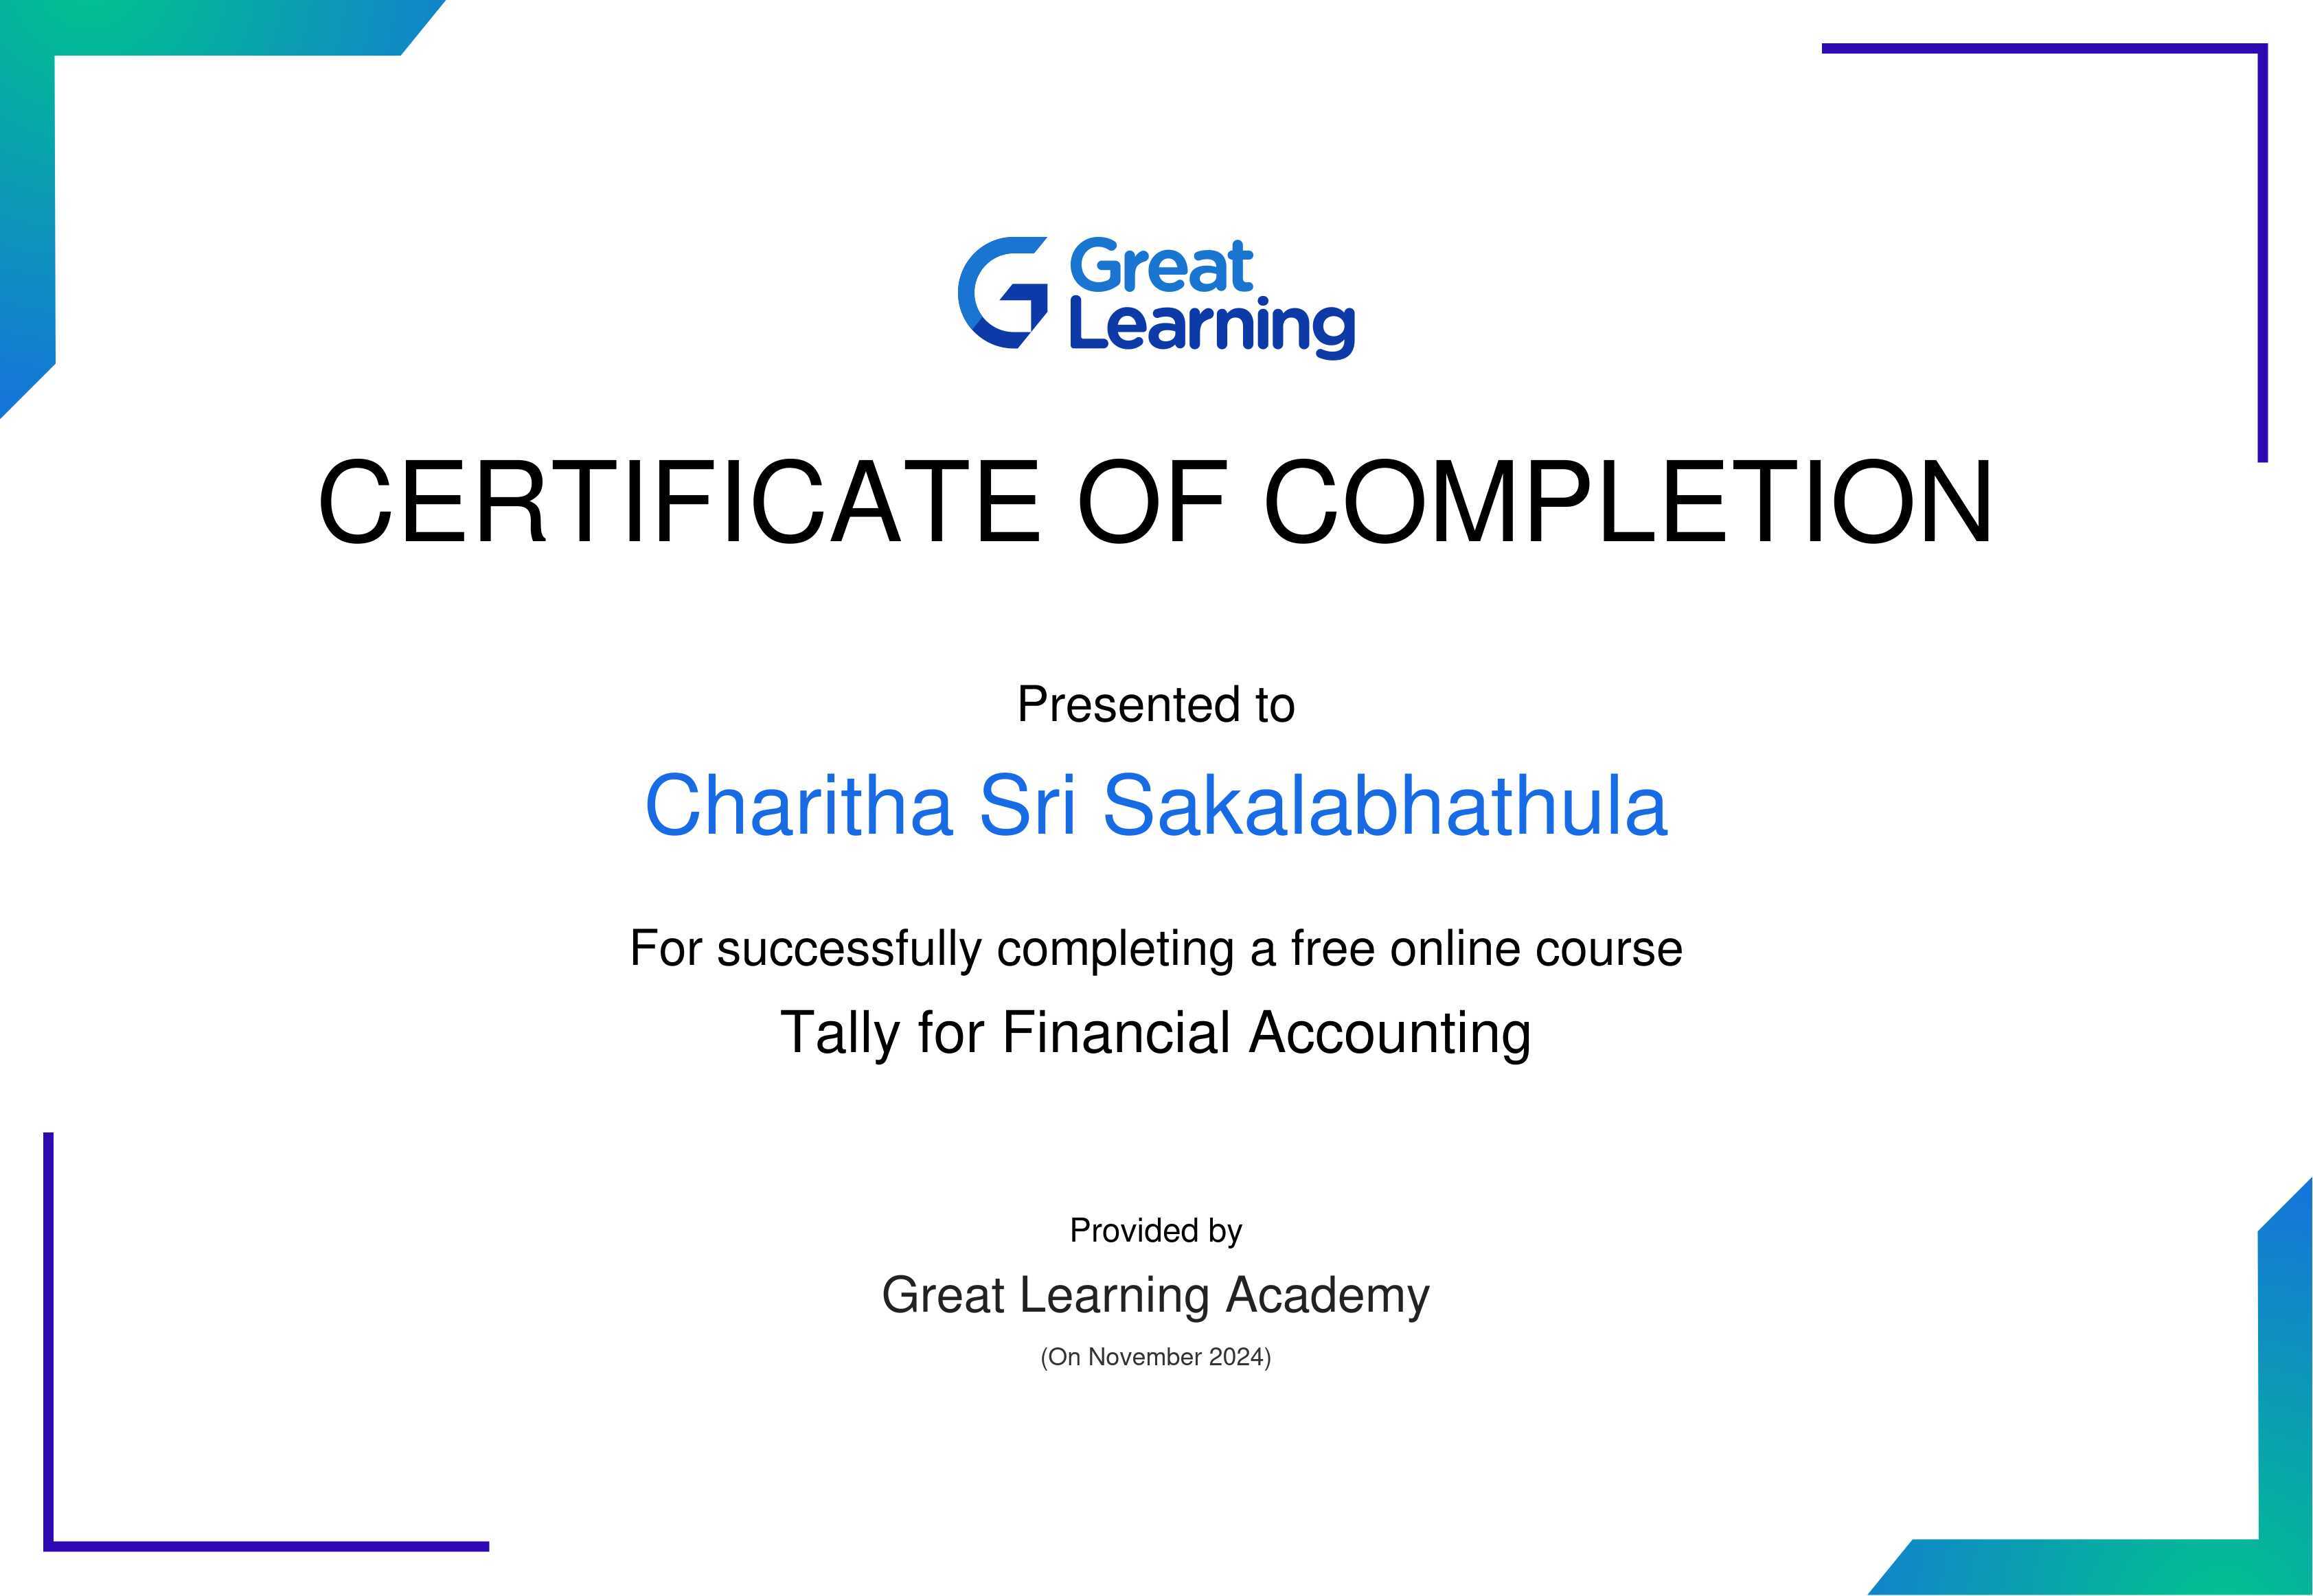 Great
Learning
CERTIFICATE OF COMPLETION
Presented to
Charitha Sri Sakalabhathula
For successfully completing a free online course
Tally for Financial Accounting
Provided by
Great Learning Academy
(On November 2024)